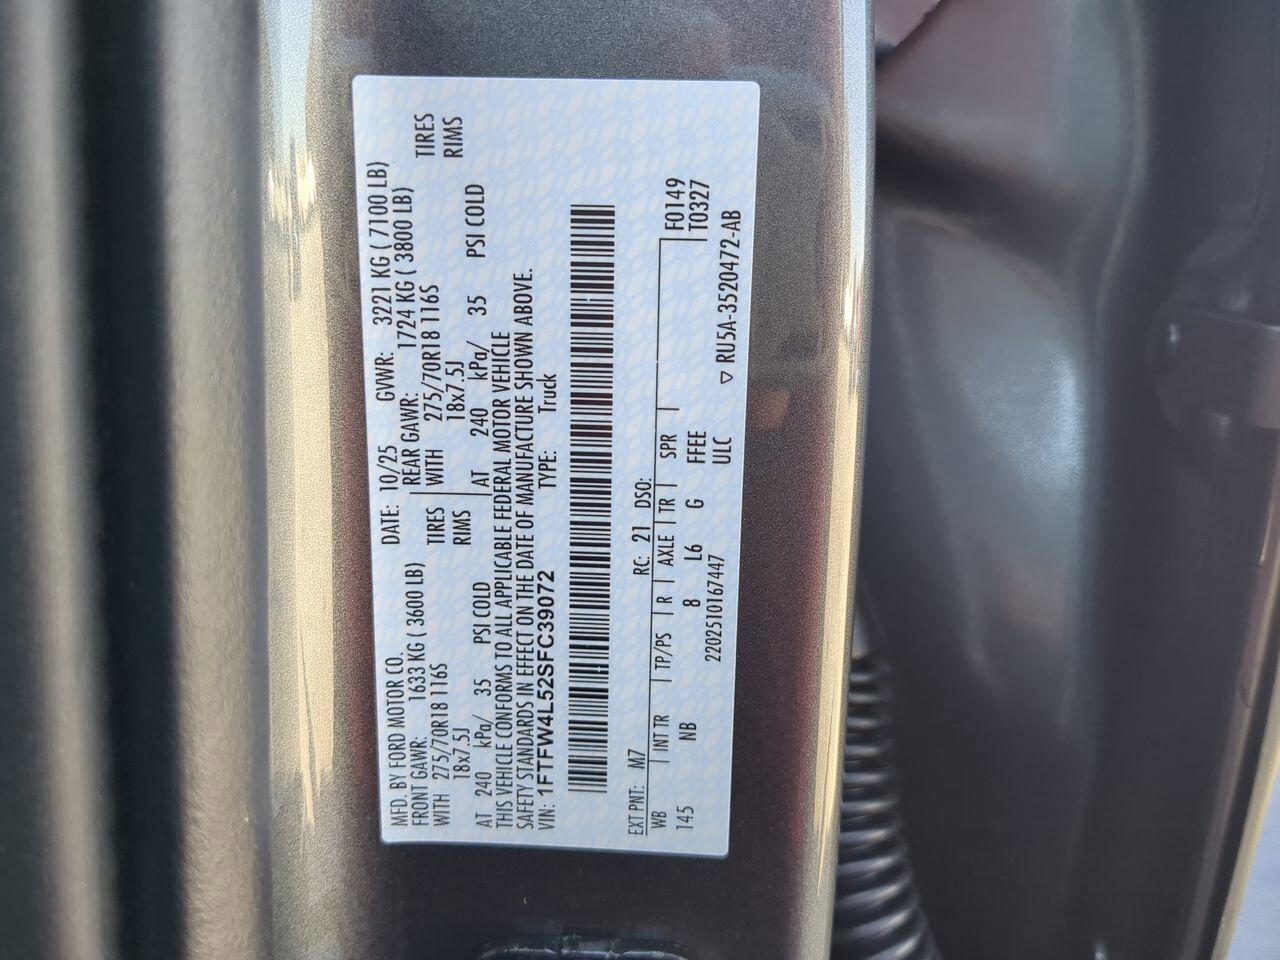 MFD. BY FORD MOTOR CO. DATE: 10/25 GVWR: 3221 KG ( 7100 LB)
FRONT GAWR: 1633 KG ( 3600 LB) REAR GAWR: 1724 KG ( 3800 LB)
WITH 275/70R18 116S TIRES WITH 275/70R18 116S TIRES
18x7.5J RIMS 18x7.5J RIMS
AT 240 kPa/ 35 PSI COLD AT 240 kPa/ 35 PSI COLD
THIS VEHICLE CONFORMS TO ALL APPLICABLE FEDERAL MOTOR VEHICLE
SAFETY STANDARDS IN EFFECT ON THE DATE OF MANUFACTURE SHOWN ABOVE.
VIN: 1FTFW4L52SFC39072 TYPE: Truck
EXT PNT: M7 RC: 21 DSO:
WB INT TR TP/PS R AXLE TR SPR F0149
145 NB 8 L6 G FFEE T0327
2202510167447 ULC ▽ RU5A-3520472-AB